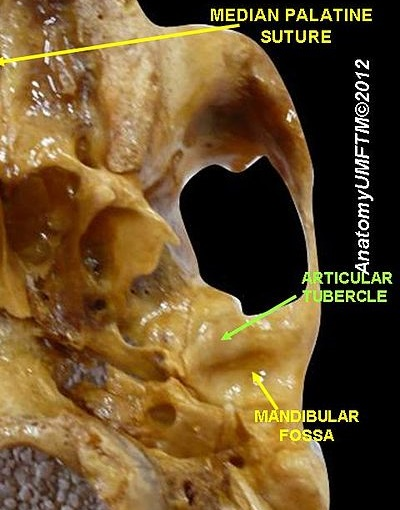 MEDIAN PALATINE
SUTURE
AnatomyUMFTM©2012
ARTICULAR
TUBERCLE
MANDIBULAR
FOSSA